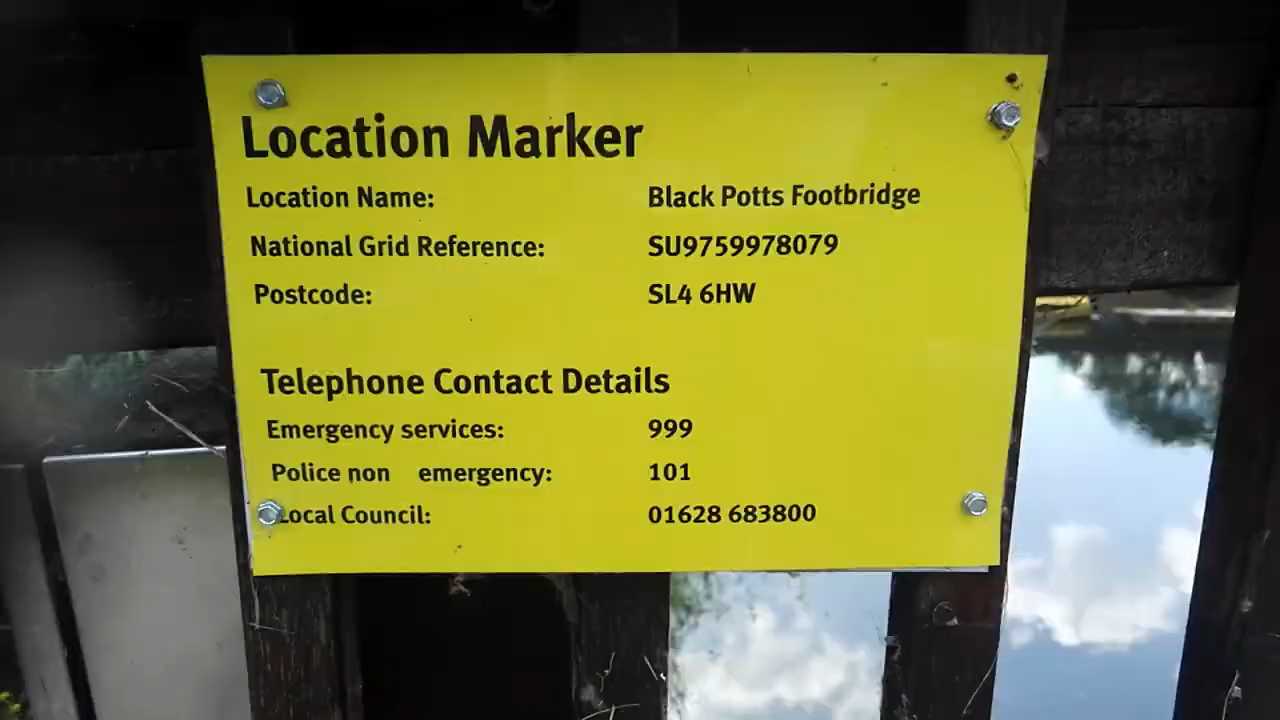 Location Marker
Location Name: Black Potts Footbridge
National Grid Reference: SU9759978079
Postcode: SL4 6HW
Telephone Contact Details
Emergency services: 999
Police non emergency: 101
Local Council: 01628 683800